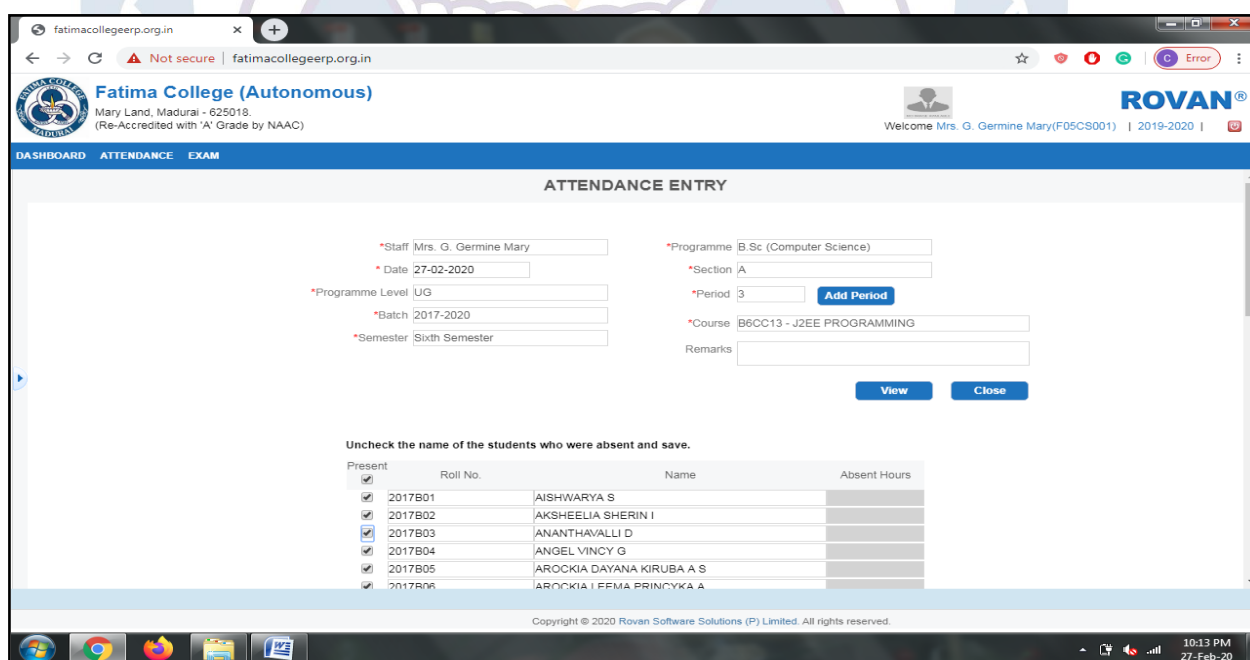 fatimacollegeerp.org.in
Not secure | fatimacollegeerp.org.in
C Error
Fatima College (Autonomous)
Mary Land, Madurai - 625018.
(Re-Accredited with 'A' Grade by NAAC)
ROVAN®
Welcome Mrs. G. Germine Mary(F05CS001) | 2019-2020 |
DASHBOARD ATTENDANCE EXAM
ATTENDANCE ENTRY
*Staff Mrs. G. Germine Mary *Programme B.Sc (Computer Science)
* Date 27-02-2020 *Section A
*Programme Level UG *Period 3 Add Period
*Batch 2017-2020 *Course B6CC13 - J2EE PROGRAMMING
*Semester Sixth Semester Remarks
View Close
Uncheck the name of the students who were absent and save.
Present Roll No. Name Absent Hours
2017B01 AISHWARYA S
2017B02 AKSHEELIA SHERIN I
2017B03 ANANTHAVALLI D
2017B04 ANGEL VINCY G
2017B05 AROCKIA DAYANA KIRUBA A S
2017B06 AROCKIA LEEMA PRINCYKA A
Copyright © 2020 Rovan Software Solutions (P) Limited. All rights reserved.
10:13 PM
27-Feb-20